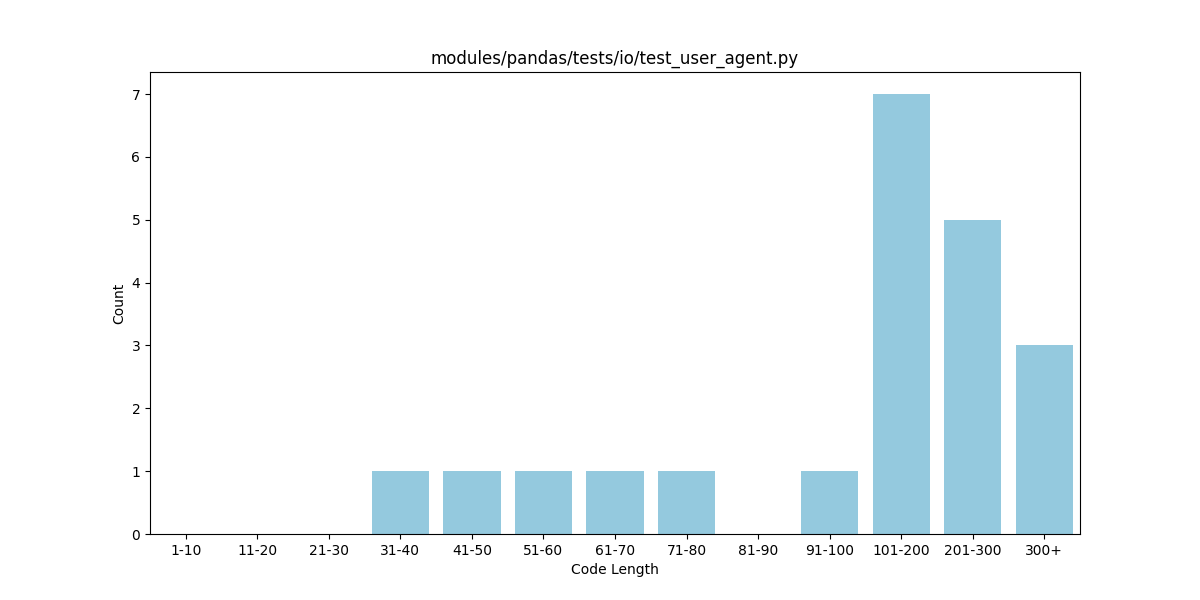 modules/pandas/tests/io/test_user_agent.py
Count
7
6
5
4
3
2
1
0
1-10 11-20 21-30 31-40 41-50 51-60 61-70 71-80 81-90 91-100 101-200 201-300 300+
Code Length